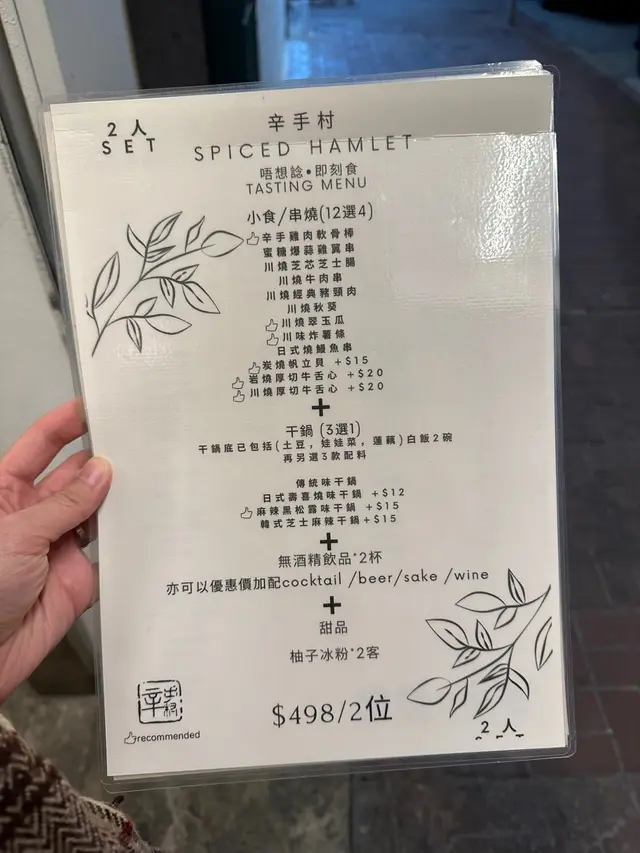 2人
SET
辛手村
SPICED HAMLET
唔想諗•即刻食
TASTING MENU
小食/串燒(12選4)
辛手雞肉軟骨棒
蜜糖爆蒜雞翼串
川燒芝芯芝士腸
川燒牛肉串
川燒經典豬頸肉
川燒秋葵
川燒翠玉瓜
川味炸薯條
日式燒鰻魚串
炭燒帆立貝 +$15
岩燒厚切牛舌心 +$20
川燒厚切牛舌心 +$20
+
干鍋 (3選1)
干鍋底已包括(土豆, 娃娃菜, 蓮藕)白飯2碗
再另選3款配料
傳統味干鍋
日式壽喜燒味干鍋 +$12
麻辣黑松露味干鍋 +$15
韓式芝士麻辣干鍋+$15
+
無酒精飲品*2杯
亦可以優惠價加配cocktail /beer/sake /wine
+
甜品
柚子冰粉*2客
$498/2位
recommended
2人